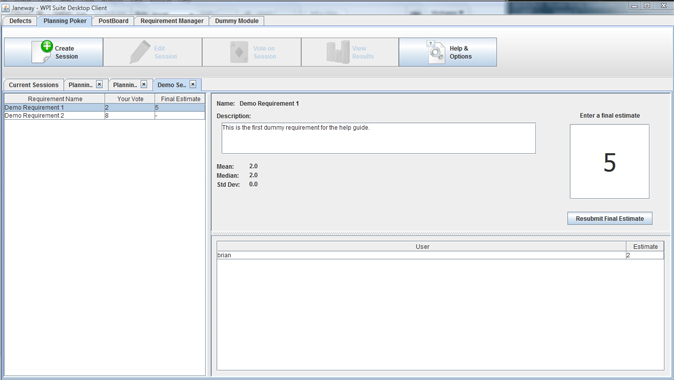 Janeway - WPI Suite Desktop Client
Defects Planning Poker PostBoard Requirement Manager Dummy Module
Create Session
Edit Session
Vote on Session
View Results
Help & Options
Current Sessions Plannin.. Plannin.. Demo Se..
Requirement Name Your Vote Final Estimate
Demo Requirement 1 2 5
Demo Requirement 2 8 -
Name: Demo Requirement 1
Description:
This is the first dummy requirement for the help guide.
Mean: 2.0
Median: 2.0
Std Dev: 0.0
Enter a final estimate
5
Resubmit Final Estimate
User Estimate
brian 2